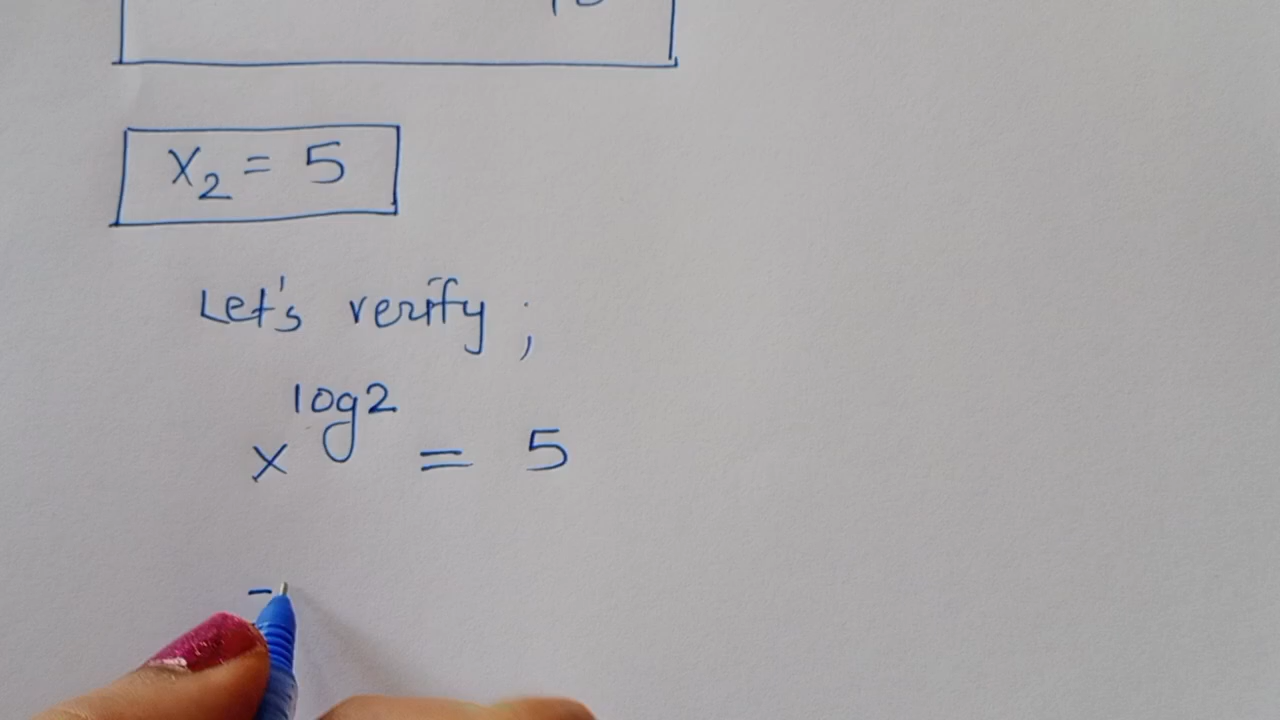 x₂ = 5
Let's verify ;
x^log2 = 5